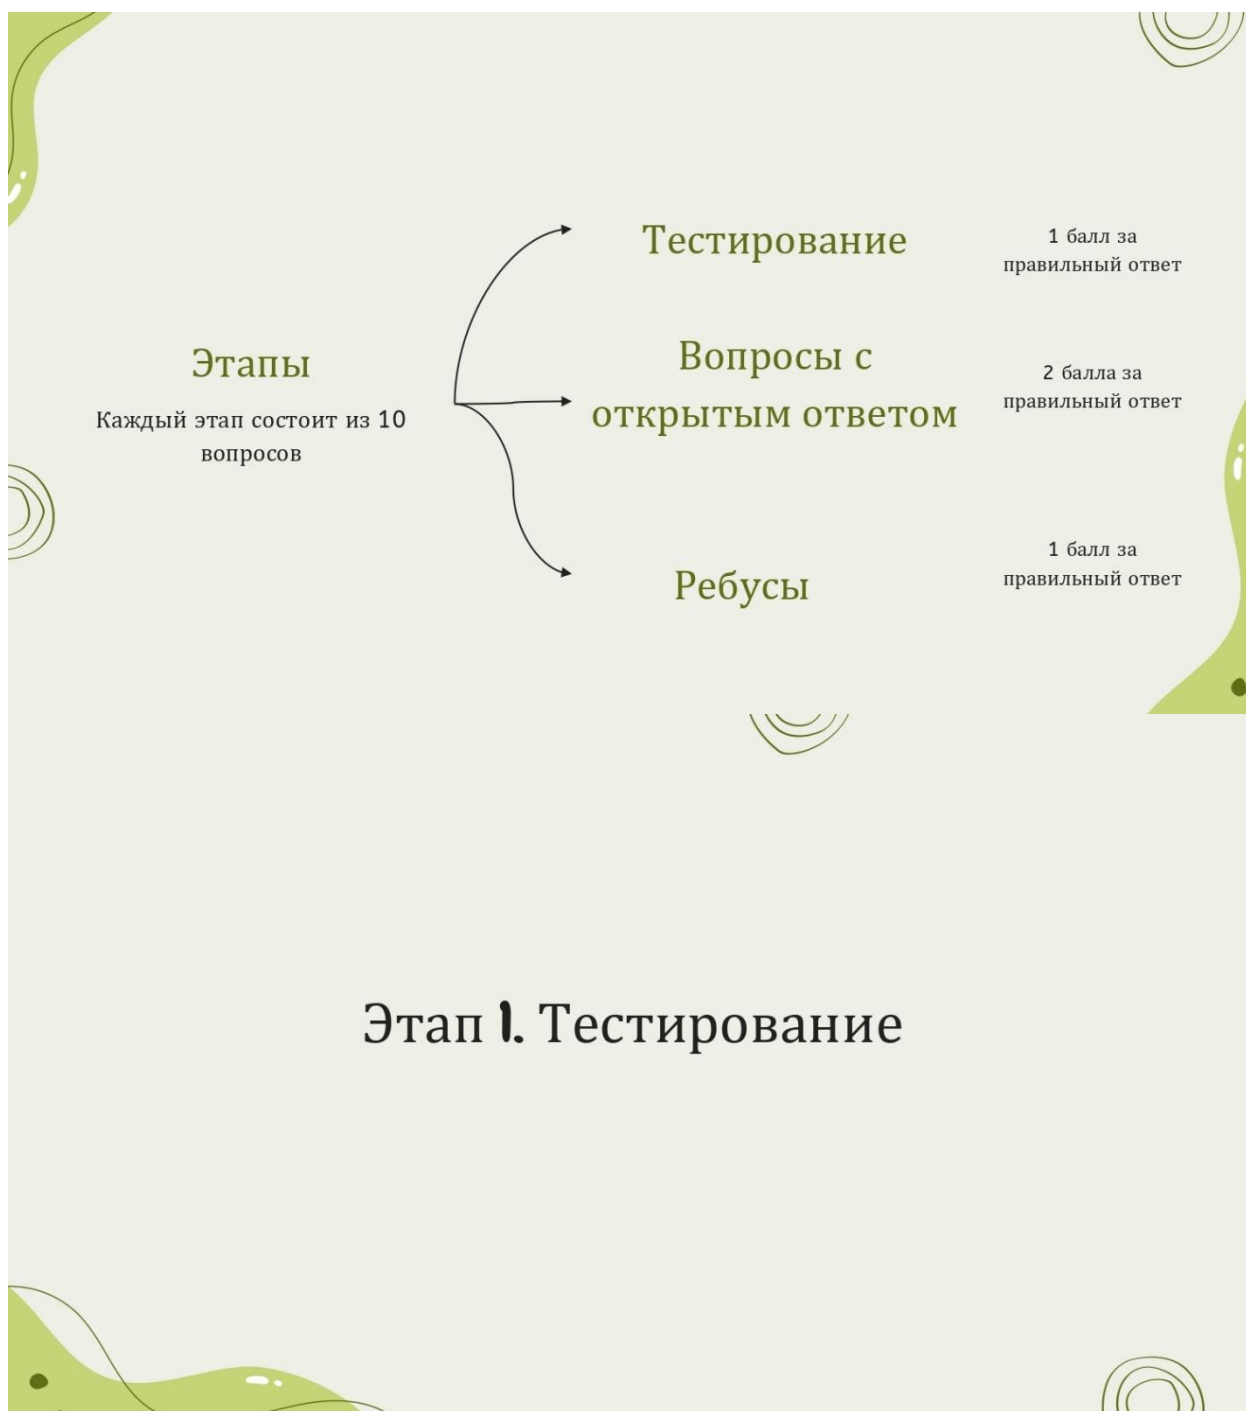 Этапы
Каждый этап состоит из 10
вопросов
Тестирование
1 балл за
правильный ответ
Вопросы с
открытым ответом
2 балла за
правильный ответ
Ребусы
1 балл за
правильный ответ
Этап 1. Тестирование